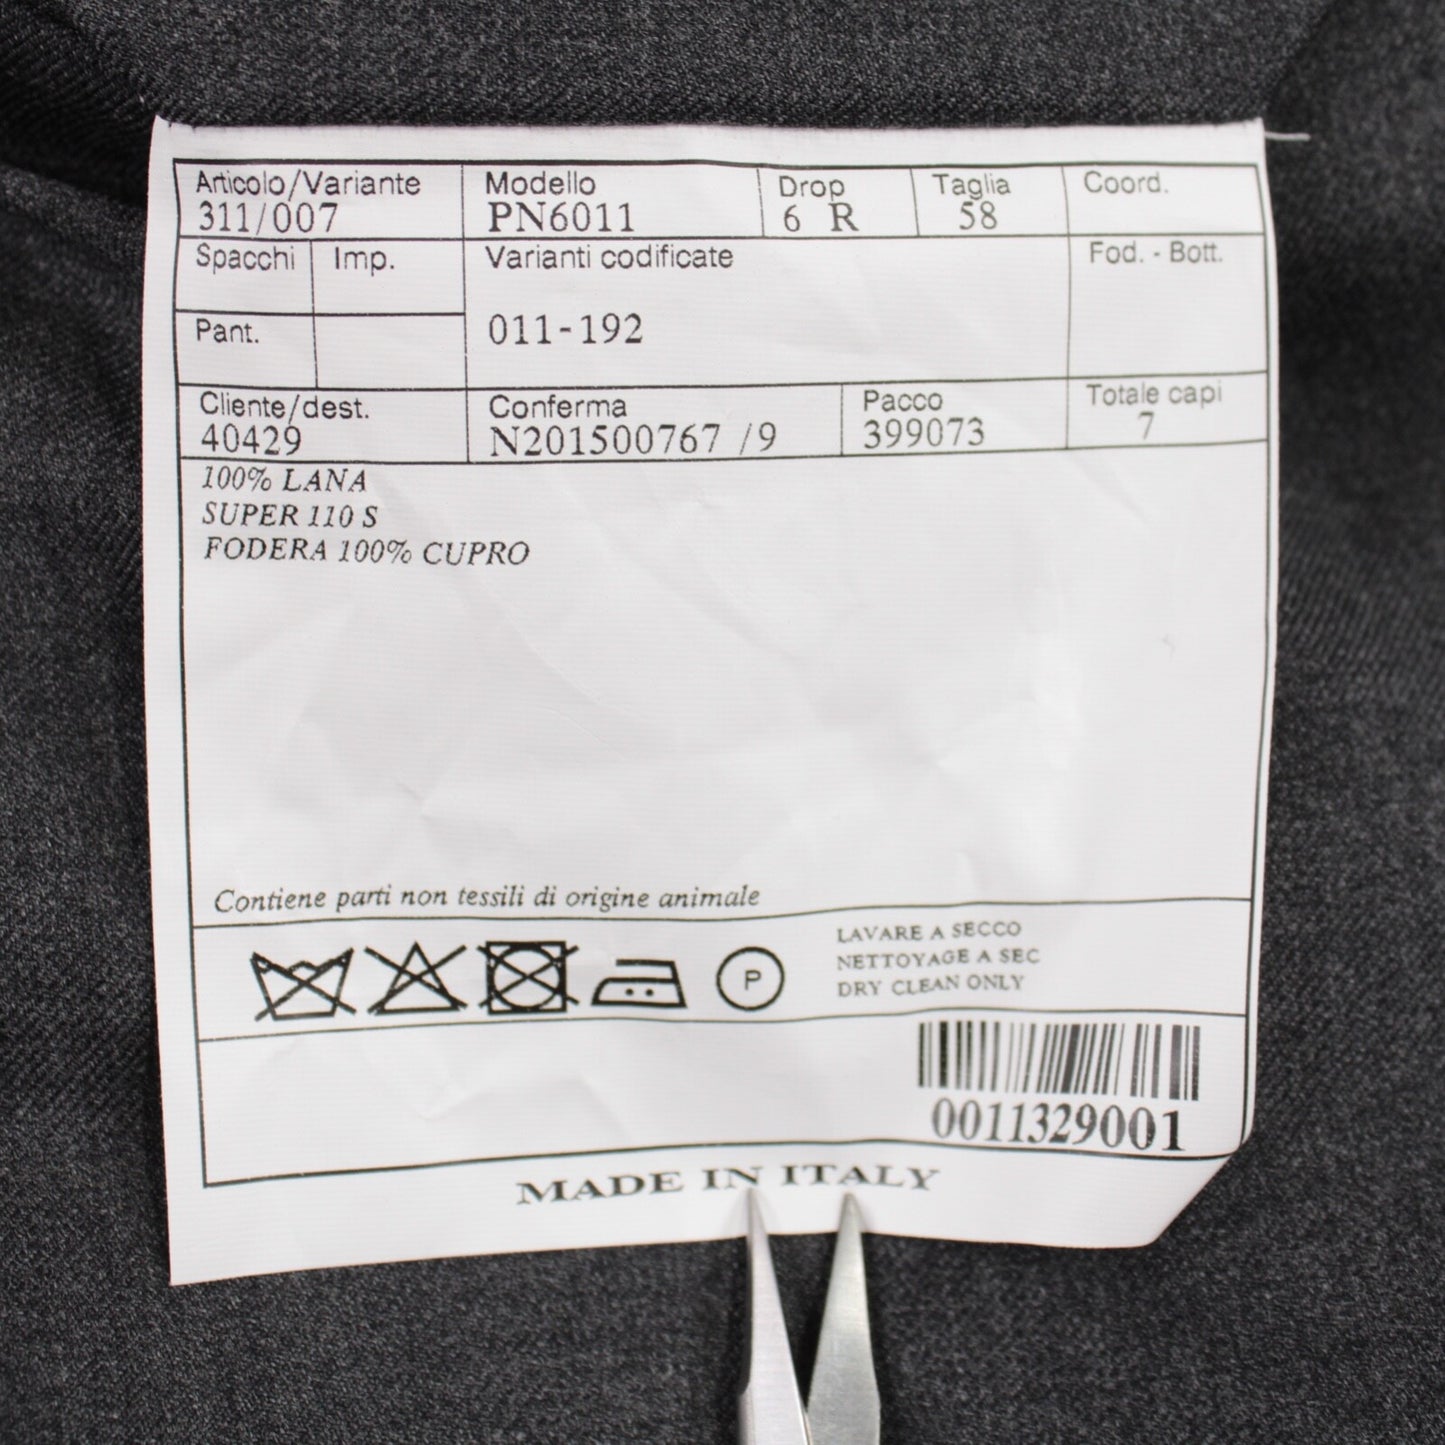 Articolo/Variante Modello Drop Taglia Coord.
311/007 PN6011 6 R 58
Spacchi Imp. Varianti codificate Fod. - Bott.
Pant. 011-192
Cliente/dest. Conferma Pacco Totale capi
40429 N201500767 /9 399073 7
100% LANA
SUPER 110 S
FODERA 100% CUPRO
Contiene parti non tessili di origine animale
LAVARE A SECCO
NETTOYAGE A SEC
P DRY CLEAN ONLY
0011329001
MADE IN ITALY